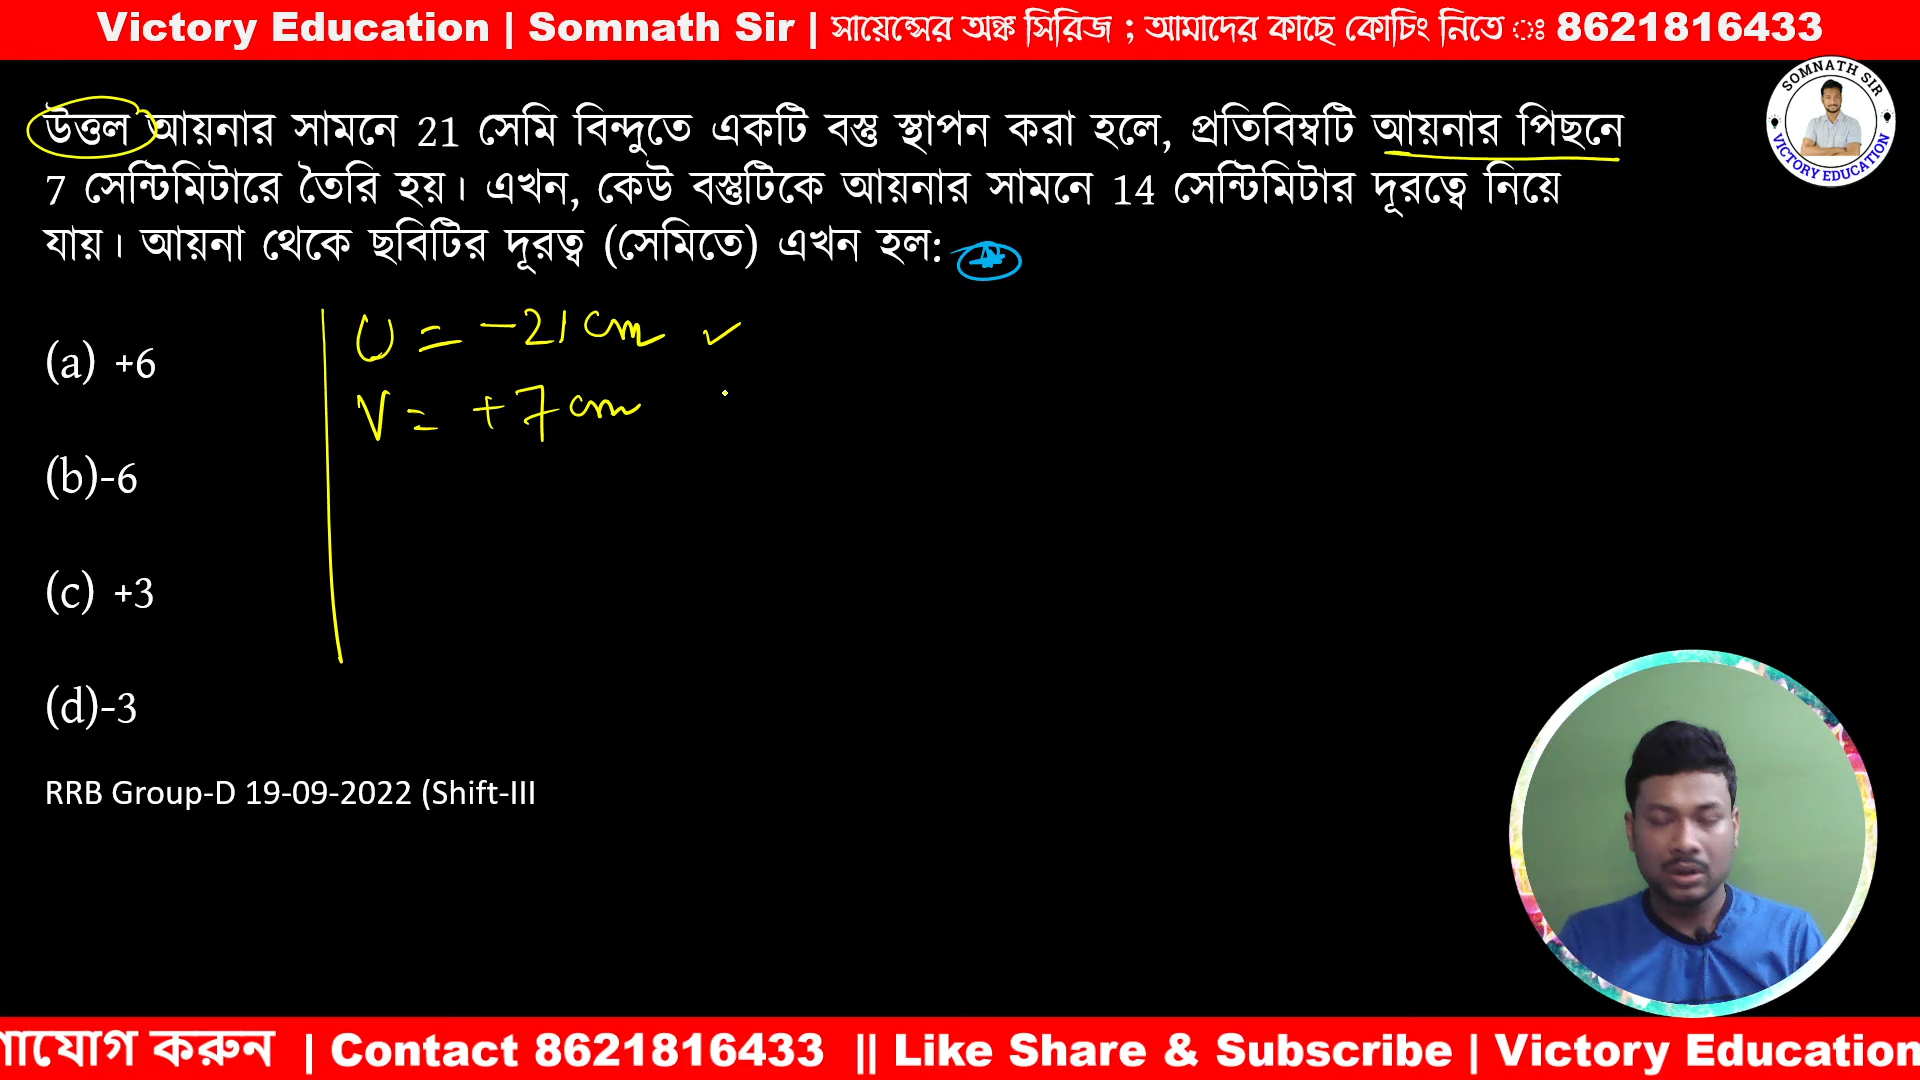 Victory Education | Somnath Sir | সায়েন্সের অঙ্ক সিরিজ ; আমাদের কাছে কোচিং নিতে ঃ 8621816433
SOMNATH SIR
VICTORY EDUCATION
উত্তল আয়নার সামনে 21 সেমি বিন্দুতে একটি বস্তু স্থাপন করা হলে, প্রতিবিম্বটি আয়নার পিছনে
7 সেন্টিমিটারে তৈরি হয়। এখন, কেউ বস্তুটিকে আয়নার সামনে 14 সেন্টিমিটার দূরত্বে নিয়ে
যায়। আয়না থেকে ছবিটির দূরত্ব (সেমিতে) এখন হল:
U = -21 cm ✓
(a) +6
V = +7 cm
(b)-6
(c) +3
(d)-3
RRB Group-D 19-09-2022 (Shift-III
াযোগ করুন | Contact 8621816433 || Like Share & Subscribe | Victory Education